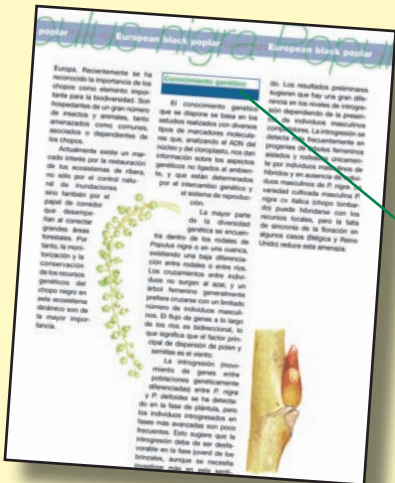 Populus nigra Populus
poplar
European black poplar
European black poplar
Europa. Recientemente se ha
reconocido la importancia de los
chopos como elemento impor-
tante para la biodiversidad. Son
hospedantes de un gran número
de insectos y animales, tanto
amenazados como comunes,
asociados o dependientes de
los chopos.
Actualmente existe un mar-
cado interés por la restauración
de los ecosistemas de ribera,
no sólo por el control natu-
ral de inundaciones
sino también por el
papel de corredor
que desempe-
ñan al conectar
grandes áreas
forestales. Por
tanto, la moni-
torización y la
conservación
de los recursos
genéticos del
chopo negro en
este ecosistema
dinámico son de
la mayor impor-
tancia.
Conocimiento genético
El conocimiento genético
que se dispone se basa en los
estudios realizados con diversos
tipos de marcadores molecula-
res que, analizando el ADN del
núcleo y del cloroplasto, nos dan
información sobre los aspectos
genéticos no ligados al ambien-
te, y que están determinados
por el intercambio genético y
el sistema de reproduc-
ción.
La mayor parte
de la diversidad
genética se encuen-
tra dentro de los rodales de
Populus nigra o en una cuenca,
existiendo una baja diferencia-
ción entre rodales o entre ríos.
Los cruzamientos entre indivi-
duos no surgen al azar, y un
árbol femenino generalmente
prefiere cruzarse con un limitado
número de individuos masculi-
nos. El flujo de genes a lo largo
de los ríos es bidireccional, lo
que significa que el factor prin-
cipal de dispersión de polen y
semillas es el viento.
La introgresión (movi-
miento de genes entre
poblaciones genéticamente
diferenciadas) entre P. nigra
y P. deltoides se ha detecta-
do en la fase de plántula, pero
los individuos introgresados en
fases más avanzadas son poco
frecuentes. Esto sugiere que la
introgresión debe de ser desfa-
vorable en la fase juvenil de los
brinzales, aunque se necesita
investigar más en este senti-
do. Los resultados preliminares
sugieren que hay una gran dife-
rencia en los niveles de introgre-
sión dependiendo de la presen-
cia de individuos masculinos
competidores. La introgresión se
detecta más frecuentemente en
progenies de árboles femeninos
aislados y rodeados únicamen-
te por individuos masculinos de
híbridos y en ausencia de indivi-
duos masculinos de P. nigra. La
variedad cultivada masculina P.
nigra cv italica (chopo lombar-
do) puede hibridarse con los
recursos locales, pero la falta
de sincronía de la floración en
algunos casos (Bélgica y Reino
Unido) reduce esta amenaza.